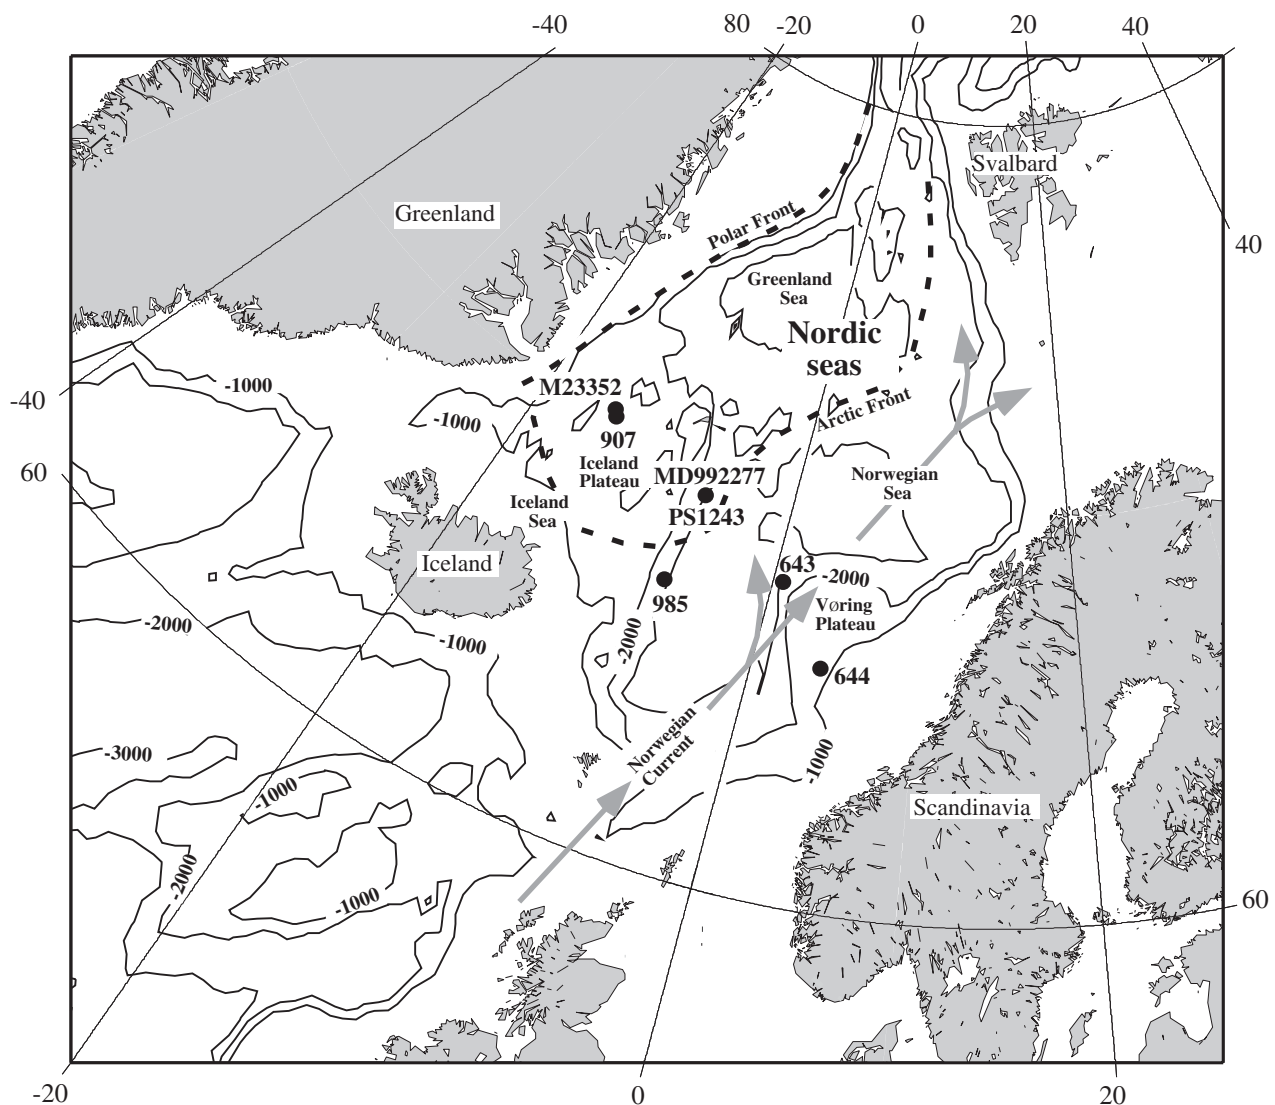 -40
80
-20
0
20
40
Svalbard
Greenland
Polar Front
40
Greenland
Sea
Nordic
seas
-1000
M23352
-40
-1000
Arctic Front
907
60
Iceland
Plateau
MD992277
Norwegian
Sea
Iceland
Sea
PS1243
Iceland
643
-2000
985
Vøring
Plateau
-2000
-1000
-2000
644
-3000
Norwegian
Current
-1000
-1000
Scandinavia
-2000
-1000
60
-20
0
20